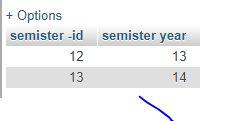 + Options
semister -id semister year
12 13
13 14